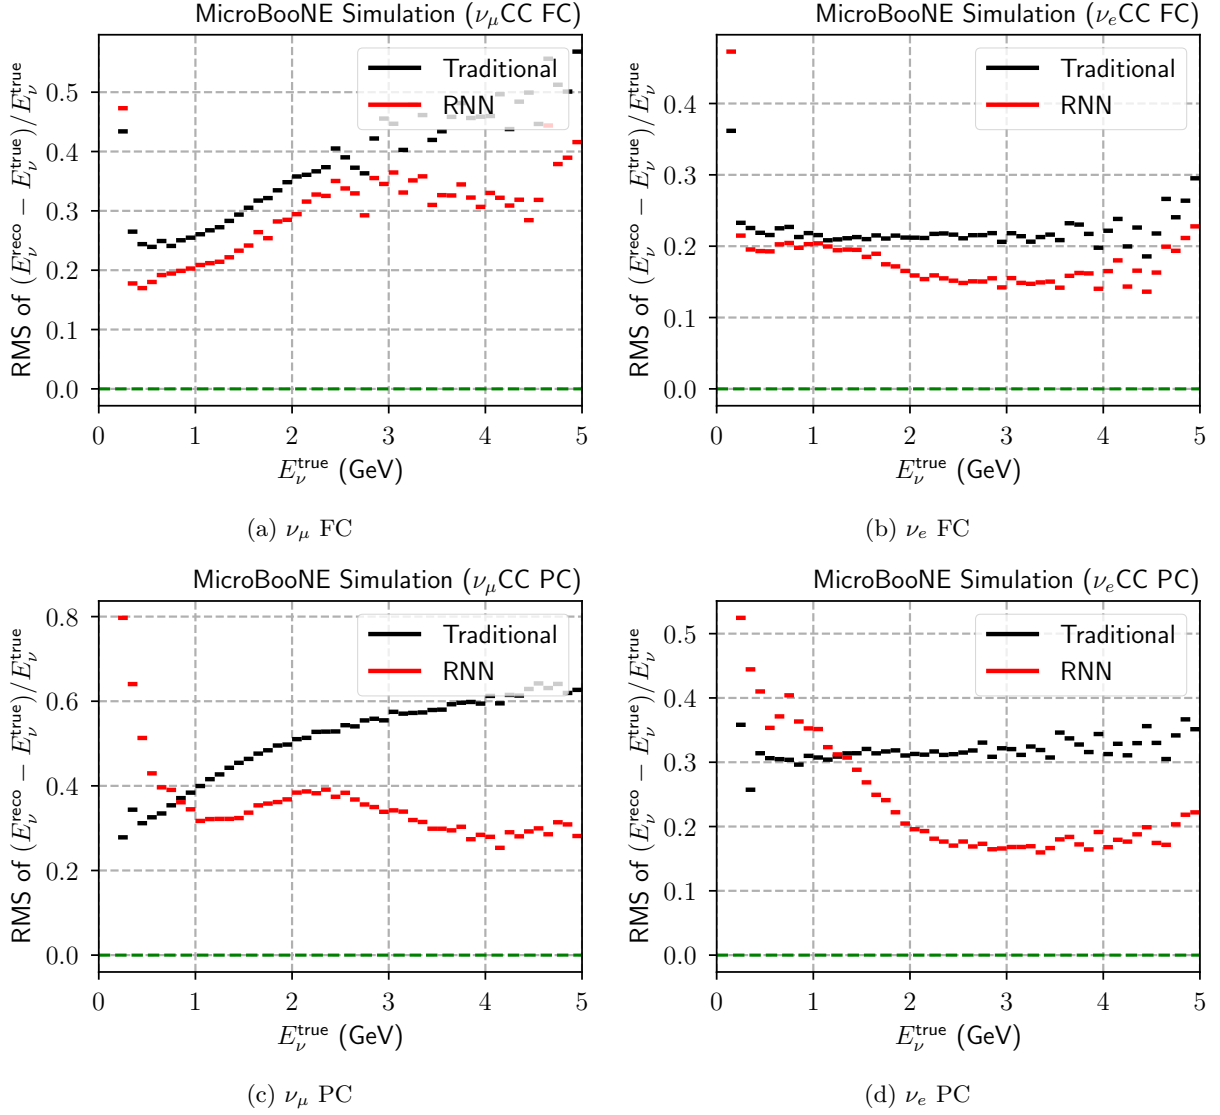 MicroBooNE Simulation (νμCC FC)
RMS of (Eνreco − Eνtrue)/Eνtrue
0.5
0.4
0.3
0.2
0.1
0.0
Traditional
RNN
0 1 2 3 4 5
Eνtrue (GeV)
(a) νμ FC
MicroBooNE Simulation (νeCC FC)
RMS of (Eνreco − Eνtrue)/Eνtrue
0.4
0.3
0.2
0.1
0.0
Traditional
RNN
0 1 2 3 4 5
Eνtrue (GeV)
(b) νe FC
MicroBooNE Simulation (νμCC PC)
RMS of (Eνreco − Eνtrue)/Eνtrue
0.8
0.6
0.4
0.2
0.0
Traditional
RNN
0 1 2 3 4 5
Eνtrue (GeV)
(c) νμ PC
MicroBooNE Simulation (νeCC PC)
RMS of (Eνreco − Eνtrue)/Eνtrue
0.5
0.4
0.3
0.2
0.1
0.0
Traditional
RNN
0 1 2 3 4 5
Eνtrue (GeV)
(d) νe PC